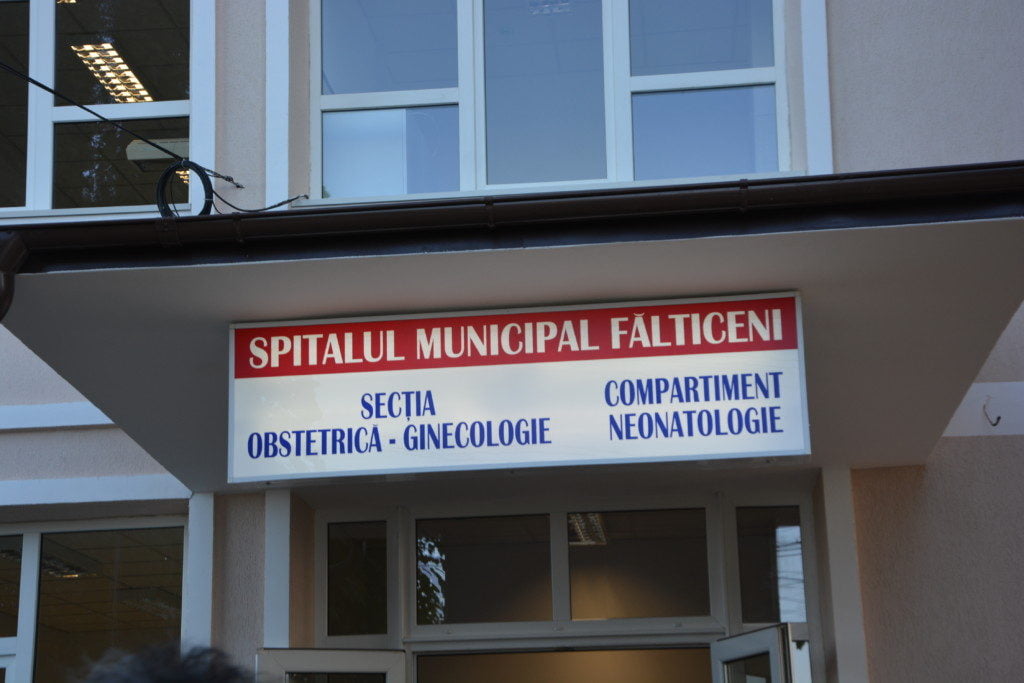 SPITALUL MUNICIPAL FĂLTICENI
SECȚIA
OBSTETRICĂ - GINECOLOGIE
COMPARTIMENT
NEONATOLOGIE